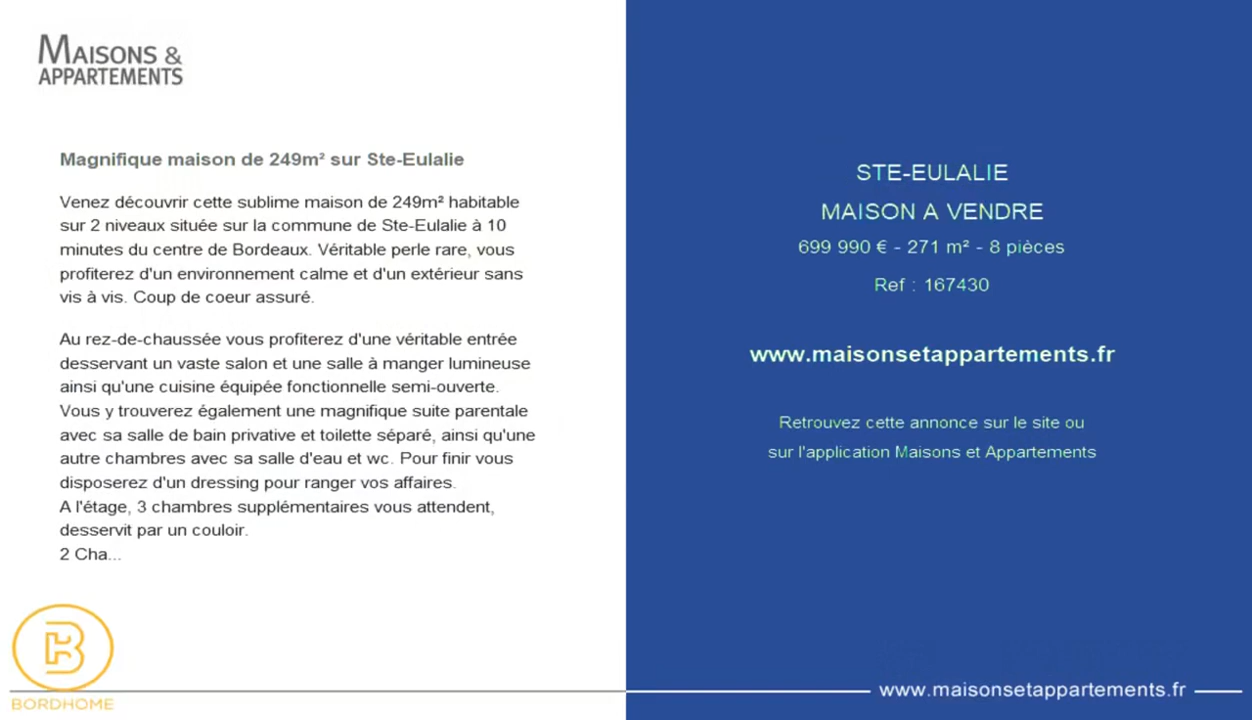 MAISONS &
APPARTEMENTS
Magnifique maison de 249m² sur Ste-Eulalie
Venez découvrir cette sublime maison de 249m² habitable
sur 2 niveaux située sur la commune de Ste-Eulalie à 10
minutes du centre de Bordeaux. Véritable perle rare, vous
profiterez d'un environnement calme et d'un extérieur sans
vis à vis. Coup de coeur assuré.
Au rez-de-chaussée vous profiterez d'une véritable entrée
desservant un vaste salon et une salle à manger lumineuse
ainsi qu'une cuisine équipée fonctionnelle semi-ouverte.
Vous y trouverez également une magnifique suite parentale
avec sa salle de bain privative et toilette séparé, ainsi qu'une
autre chambres avec sa salle d'eau et wc. Pour finir vous
disposerez d'un dressing pour ranger vos affaires.
A l'étage, 3 chambres supplémentaires vous attendent,
desservit par un couloir.
2 Cha...
BORDHOME
STE-EULALIE
MAISON A VENDRE
699 990 € - 271 m² - 8 pièces
Ref : 167430
www.maisonsetappartements.fr
Retrouvez cette annonce sur le site ou
sur l'application Maisons et Appartements
www.maisonsetappartements.fr